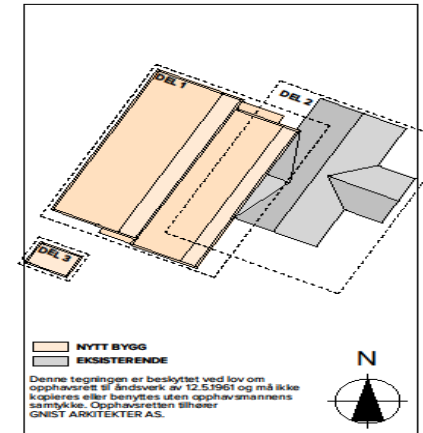 DEL 1
DEL 2
DEL 3
NYTT BYGG
EKSISTERENDE
N
Denne tegningen er beskyttet ved lov om
opphavsrett til åndsverk av 12.5.1961 og må ikke
kopieres eller benyttes uten opphavsmannens
samtykke. Opphavsretten tilhører
GNIST ARKITEKTER AS.